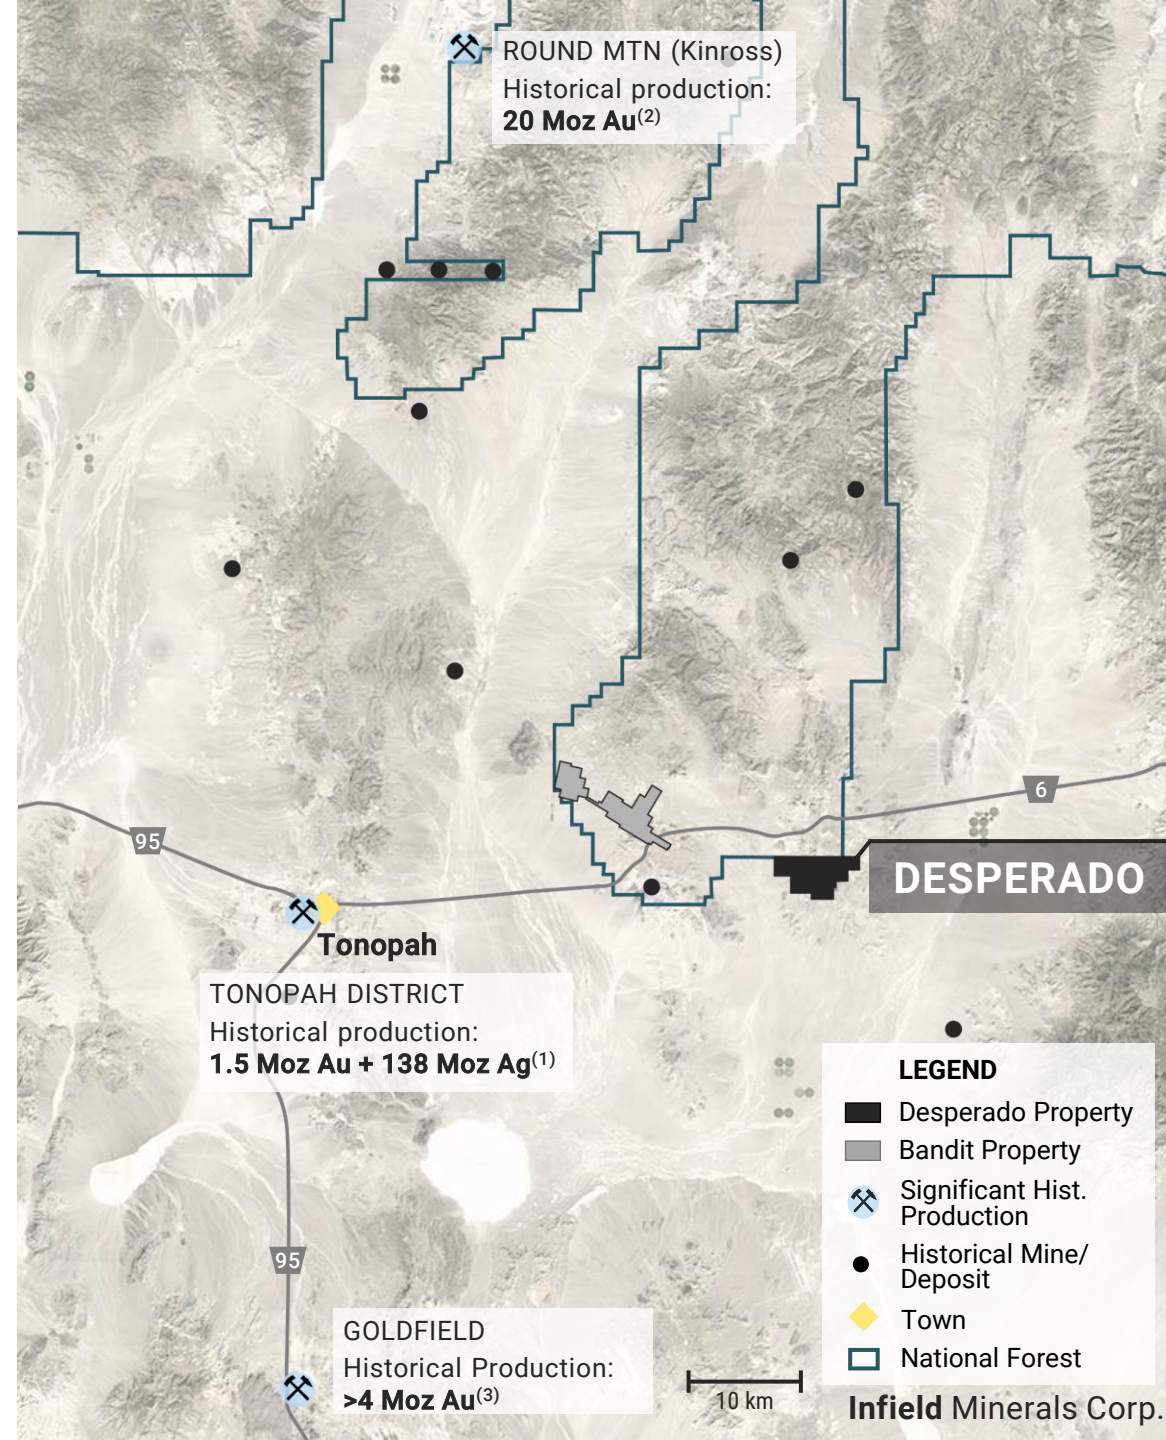 ROUND MTN (Kinross)
Historical production:
20 Moz Au(2)
6
95
DESPERADO
Tonopah
TONOPAH DISTRICT
Historical production:
1.5 Moz Au + 138 Moz Ag(1)
LEGEND
Desperado Property
Bandit Property
Significant Hist.
Production
Historical Mine/
Deposit
Town
National Forest
95
GOLDFIELD
Historical Production:
>4 Moz Au(3)
10 km
Infield Minerals Corp.